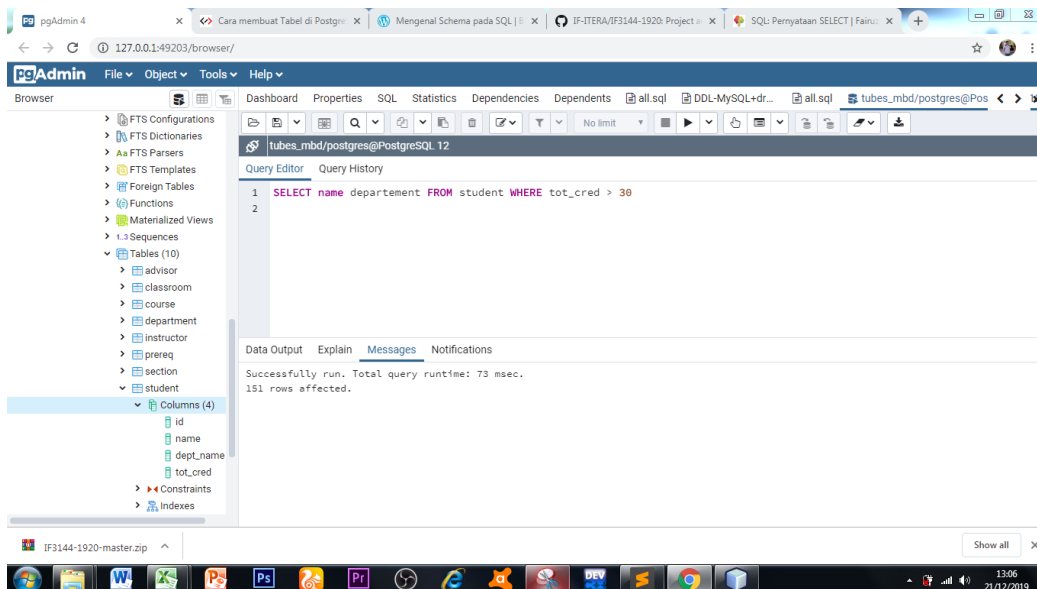 pgAdmin 4
Cara membuat Tabel di Postgre
Mengenal Schema pada SQL | B
IF-ITERA/IF3144-1920: Project a
SQL: Pernyataan SELECT | Fairuz
127.0.0.1:49203/browser/
pgAdmin File Object Tools Help
Browser
Dashboard Properties SQL Statistics Dependencies Dependents all.sql DDL-MySQL+dr... all.sql tubes_mbd/postgres@Pos
No limit
tubes_mbd/postgres@PostgreSQL 12
Query Editor Query History
1 SELECT name departement FROM student WHERE tot_cred > 30
2
FTS Configurations
FTS Dictionaries
FTS Parsers
FTS Templates
Foreign Tables
Functions
Materialized Views
1..3 Sequences
Tables (10)
advisor
classroom
course
department
instructor
prereq
section
student
Columns (4)
id
name
dept_name
tot_cred
Constraints
Indexes
Data Output Explain Messages Notifications
Successfully run. Total query runtime: 73 msec.
151 rows affected.
IF3144-1920-master.zip
Show all
Ps
Pr
DEV
13:06
21/12/2019